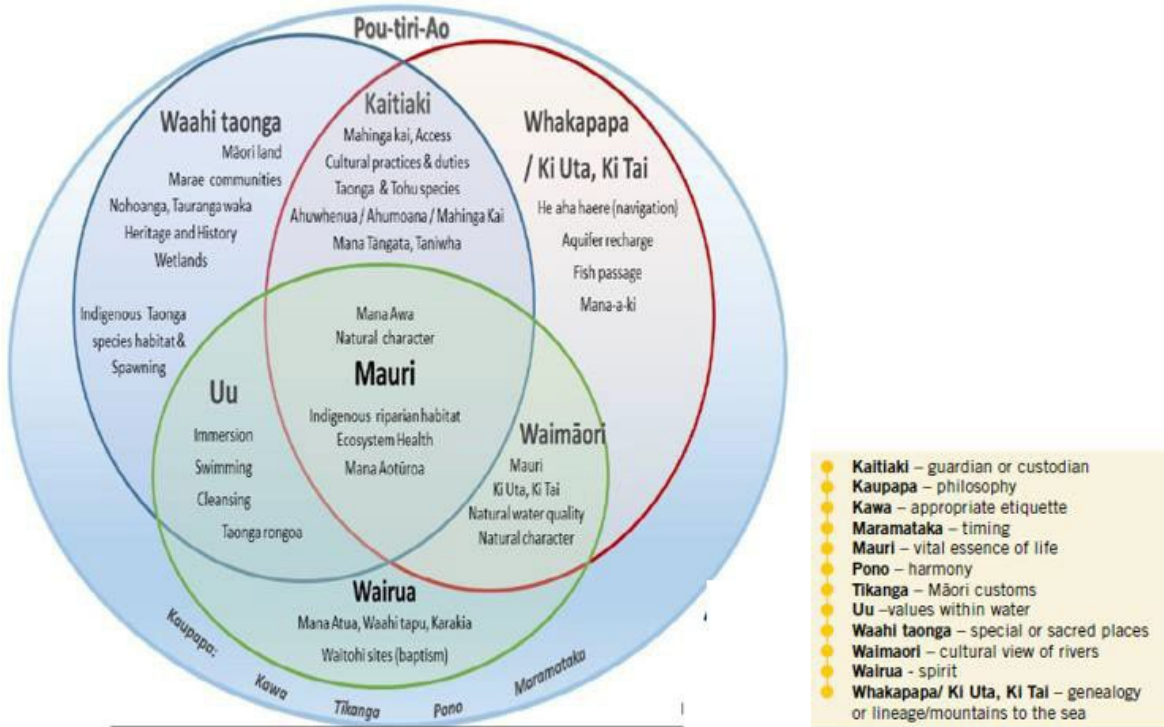 Pou-tiri-Ao
Waahi taonga
Māori land
Marae communities
Nohoanga, Tauranga waka
Heritage and History
Wetlands
Indigenous Taonga
species habitat &
Spawning
Kaitiaki
Mahinga kai, Access
Cultural practices & duties
Taonga & Tohu species
Ahuwhenua / Ahumoana / Mahinga Kai
Mana Tāngata, Taniwha
Whakapapa
/ Ki Uta, Ki Tai
He aha haere (navigation)
Aquifer recharge
Fish passage
Mana-a-ki
Mana Awa
Natural character
Mauri
Indigenous riparian habitat
Ecosystem Health
Mana Aotūroa
Uu
Immersion
Swimming
Cleansing
Taonga rongoa
Waimāori
Mauri
Ki Uta, Ki Tai
Natural water quality
Natural character
Wairua
Mana Atua, Waahi tapu, Karakia
Waitohi sites (baptism)
Kaupapa:
Kawa
Tikanga
Pono
Maramataka
Kaitiaki – guardian or custodian
Kaupapa – philosophy
Kawa – appropriate etiquette
Maramataka – timing
Mauri – vital essence of life
Pono – harmony
Tikanga – Māori customs
Uu –values within water
Waahi taonga – special or sacred places
Waimaori – cultural view of rivers
Wairua - spirit
Whakapapa/ Ki Uta, Ki Tai – genealogy
or lineage/mountains to the sea